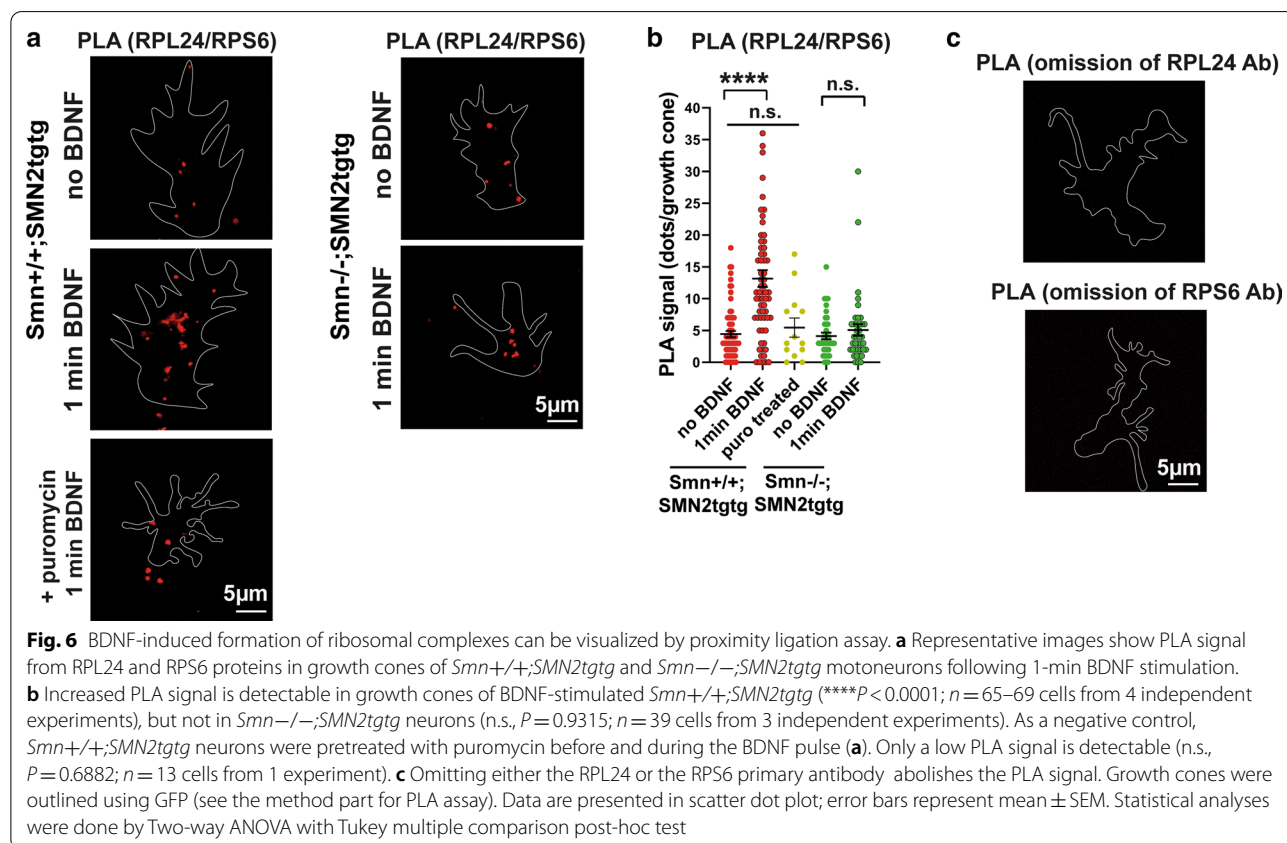 a
PLA (RPL24/RPS6)
PLA (RPL24/RPS6)
Smn+/+;SMN2tgtg
no BDNF
1 min BDNF
+ puromycin
1 min BDNF
5μm
Smn-/-;SMN2tgtg
no BDNF
1 min BDNF
5μm
b
PLA (RPL24/RPS6)
****
n.s.
n.s.
PLA signal (dots/growth cone)
40
35
30
25
20
15
10
5
0
no BDNF
1min BDNF
puro treated
no BDNF
1min BDNF
Smn+/+;
SMN2tgtg
Smn-/-;
SMN2tgtg
c
PLA (omission of RPL24 Ab)
PLA (omission of RPS6 Ab)
5μm
Fig. 6 BDNF-induced formation of ribosomal complexes can be visualized by proximity ligation assay. a Representative images show PLA signal
from RPL24 and RPS6 proteins in growth cones of Smn+/+;SMN2tgtg and Smn−/−;SMN2tgtg motoneurons following 1-min BDNF stimulation.
b Increased PLA signal is detectable in growth cones of BDNF-stimulated Smn+/+;SMN2tgtg (****P < 0.0001; n = 65–69 cells from 4 independent
experiments), but not in Smn−/−;SMN2tgtg neurons (n.s., P = 0.9315; n = 39 cells from 3 independent experiments). As a negative control,
Smn+/+;SMN2tgtg neurons were pretreated with puromycin before and during the BDNF pulse (a). Only a low PLA signal is detectable (n.s.,
P = 0.6882; n = 13 cells from 1 experiment). c Omitting either the RPL24 or the RPS6 primary antibody abolishes the PLA signal. Growth cones were
outlined using GFP (see the method part for PLA assay). Data are presented in scatter dot plot; error bars represent mean ± SEM. Statistical analyses
were done by Two-way ANOVA with Tukey multiple comparison post-hoc test